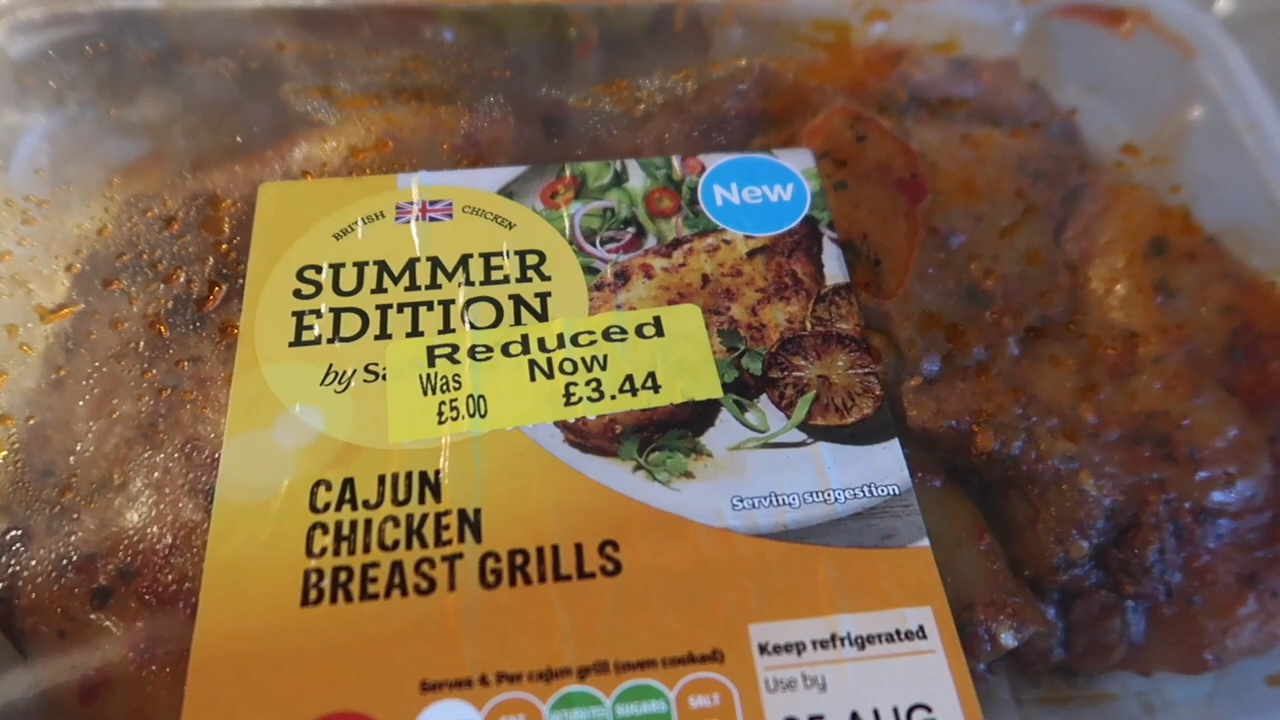 BRITISH CHICKEN
New
SUMMER
EDITION
by Sa
Reduced
Was Now
£5.00 £3.44
CAJUN
CHICKEN
BREAST GRILLS
Serving suggestion
Keep refrigerated
Use by
AUG
Serves 4. Per cajun grill (oven cooked)
SUGARS
SALT